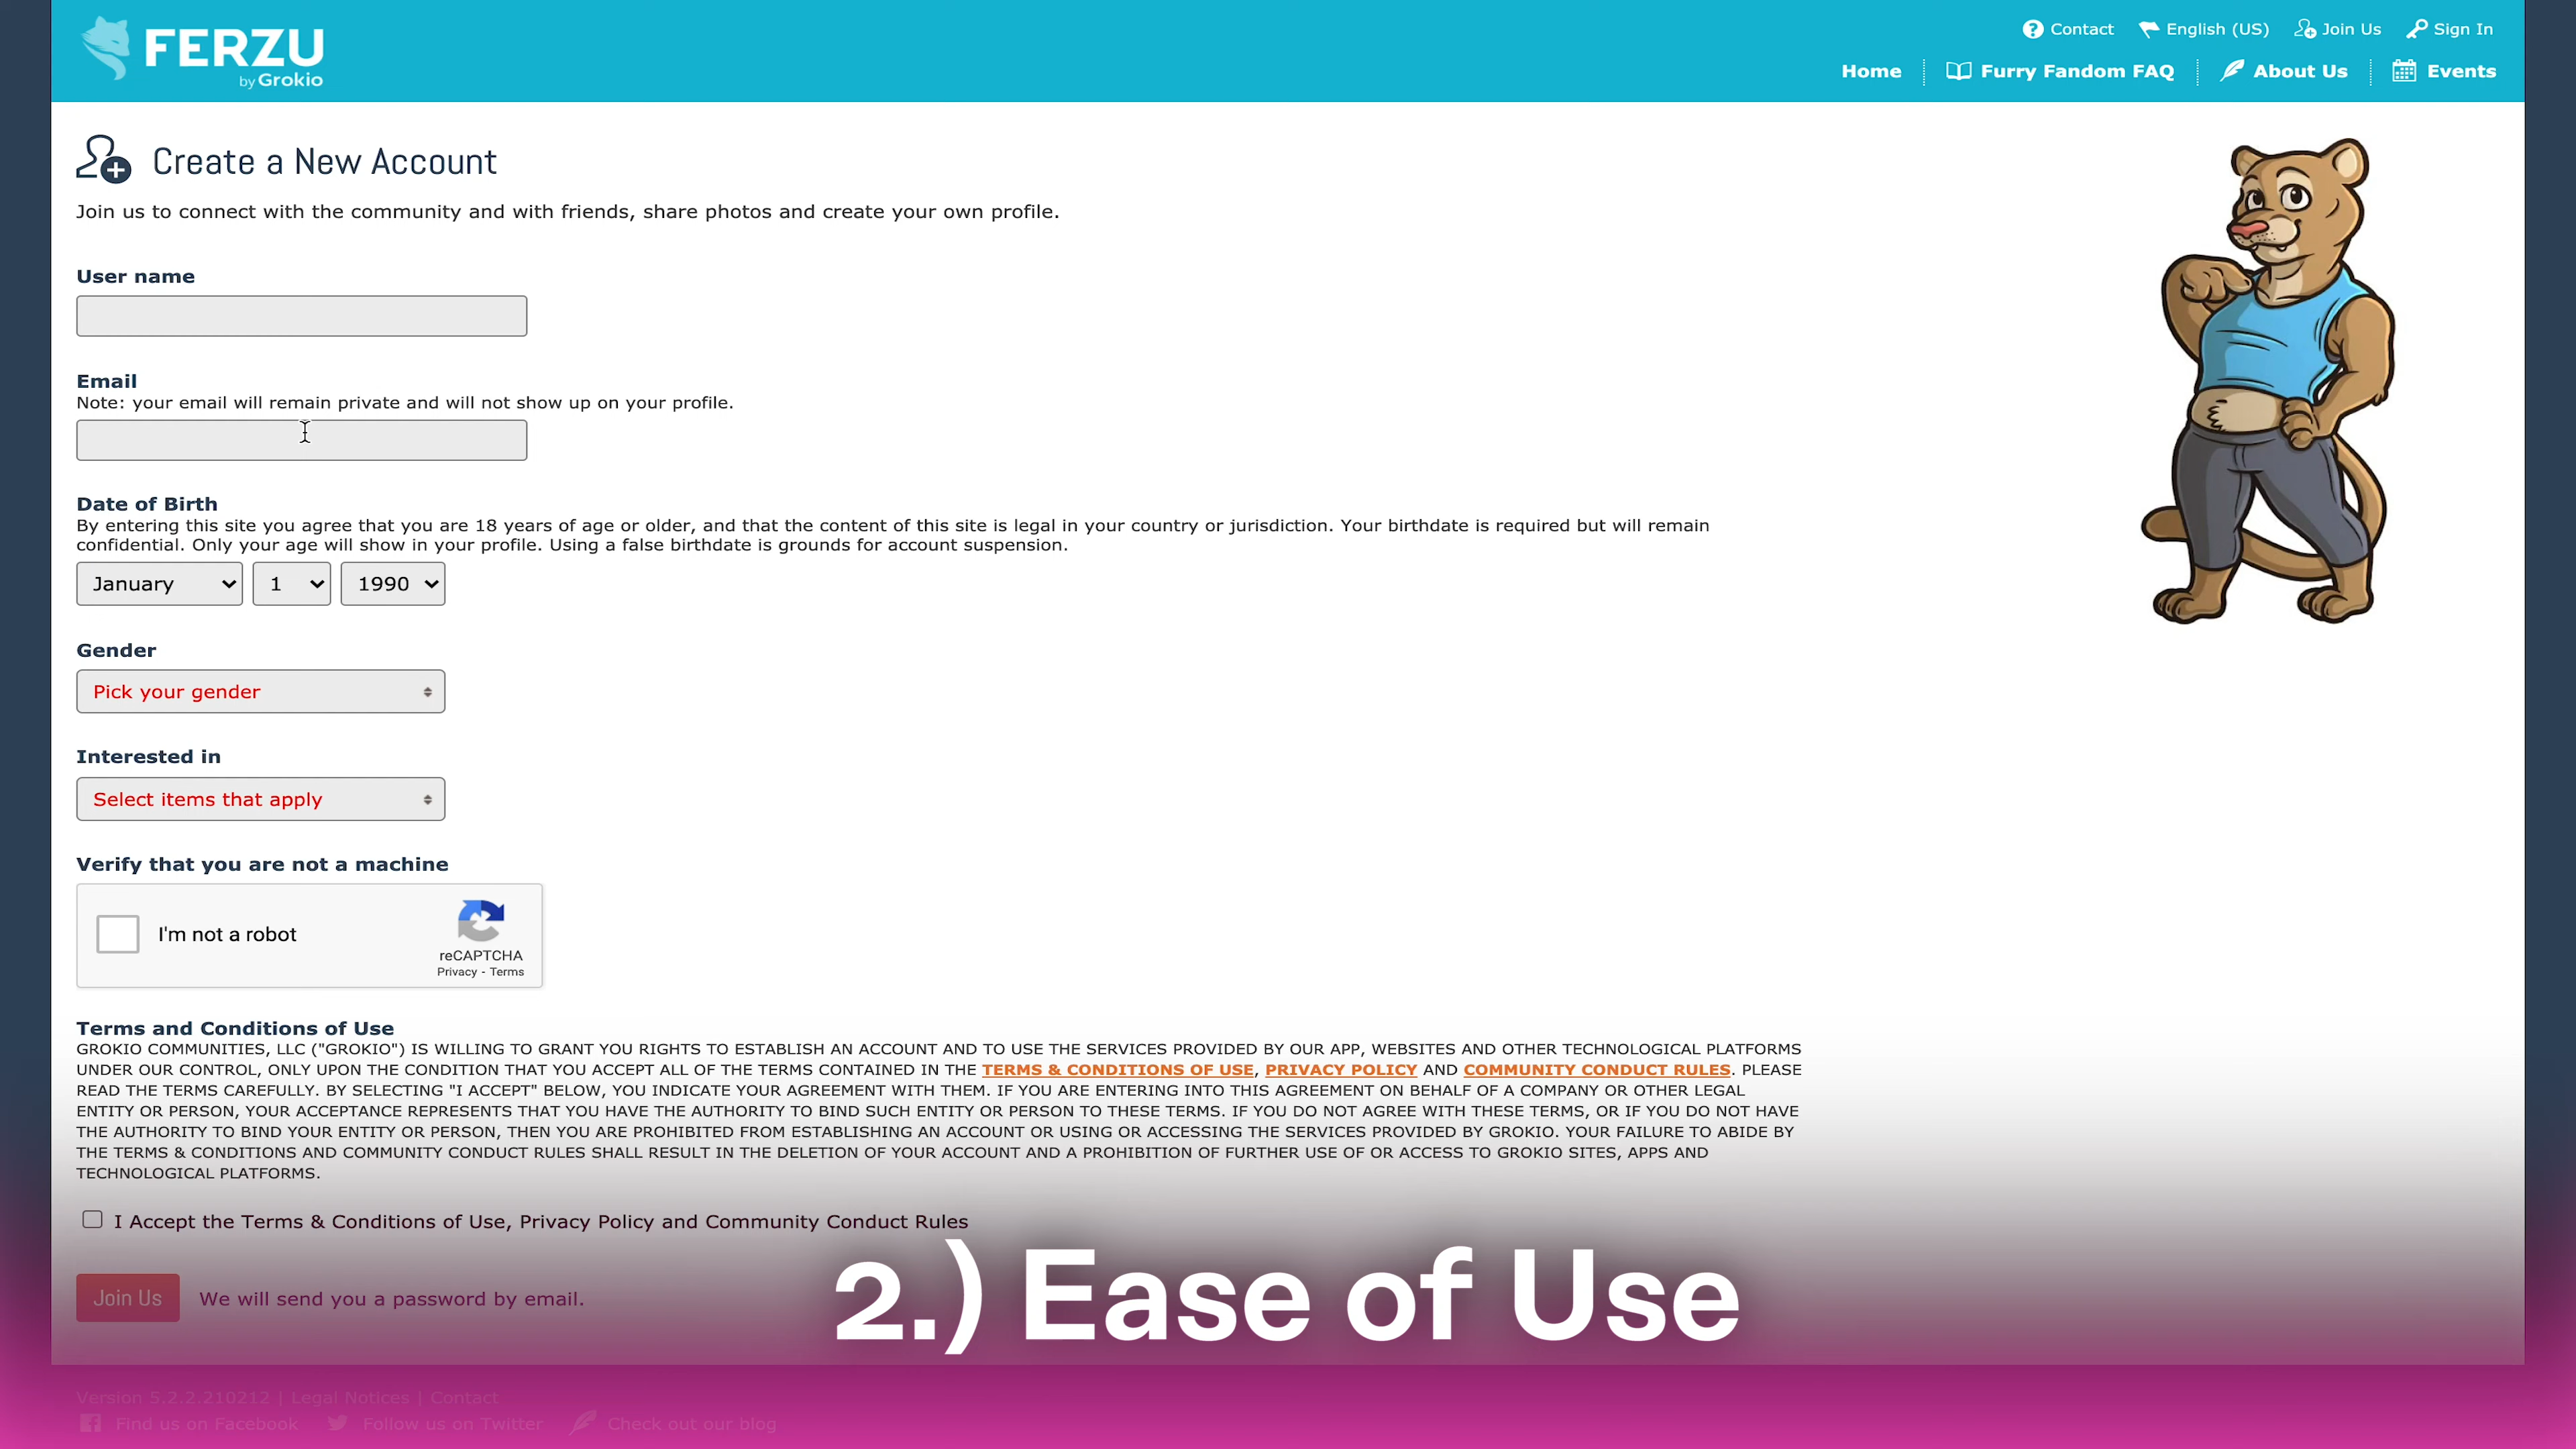 FERZU
by Grokio
Contact
English (US)
Join Us
Sign In
Home
Furry Fandom FAQ
About Us
Events
Create a New Account
Join us to connect with the community and with friends, share photos and create your own profile.
User name
Email
Note: your email will remain private and will not show up on your profile.
Date of Birth
By entering this site you agree that you are 18 years of age or older, and that the content of this site is legal in your country or jurisdiction. Your birthdate is required but will remain
confidential. Only your age will show in your profile. Using a false birthdate is grounds for account suspension.
January 1 1990
Gender
Pick your gender
Interested in
Select items that apply
Verify that you are not a machine
I'm not a robot
reCAPTCHA
Privacy - Terms
Terms and Conditions of Use
GROKIO COMMUNITIES, LLC ("GROKIO") IS WILLING TO GRANT YOU RIGHTS TO ESTABLISH AN ACCOUNT AND TO USE THE SERVICES PROVIDED BY OUR APP, WEBSITES AND OTHER TECHNOLOGICAL PLATFORMS
UNDER OUR CONTROL, ONLY UPON THE CONDITION THAT YOU ACCEPT ALL OF THE TERMS CONTAINED IN THE TERMS & CONDITIONS OF USE, PRIVACY POLICY AND COMMUNITY CONDUCT RULES. PLEASE
READ THE TERMS CAREFULLY. BY SELECTING "I ACCEPT" BELOW, YOU INDICATE YOUR AGREEMENT WITH THEM. IF YOU ARE ENTERING INTO THIS AGREEMENT ON BEHALF OF A COMPANY OR OTHER LEGAL
ENTITY OR PERSON, YOUR ACCEPTANCE REPRESENTS THAT YOU HAVE THE AUTHORITY TO BIND SUCH ENTITY OR PERSON TO THESE TERMS. IF YOU DO NOT AGREE WITH THESE TERMS, OR IF YOU DO NOT HAVE
THE AUTHORITY TO BIND YOUR ENTITY OR PERSON, THEN YOU ARE PROHIBITED FROM ESTABLISHING AN ACCOUNT OR USING OR ACCESSING THE SERVICES PROVIDED BY GROKIO. YOUR FAILURE TO ABIDE BY
THE TERMS & CONDITIONS AND COMMUNITY CONDUCT RULES SHALL RESULT IN THE DELETION OF YOUR ACCOUNT AND A PROHIBITION OF FURTHER USE OF OR ACCESS TO GROKIO SITES, APPS AND
TECHNOLOGICAL PLATFORMS.
I Accept the Terms & Conditions of Use, Privacy Policy and Community Conduct Rules
2.) Ease of Use
Join Us
We will send you a password by email.
Version 5.2.2.210212 | Legal Notices | Contact
Find us on Facebook
Follow us on Twitter
Check out our blog